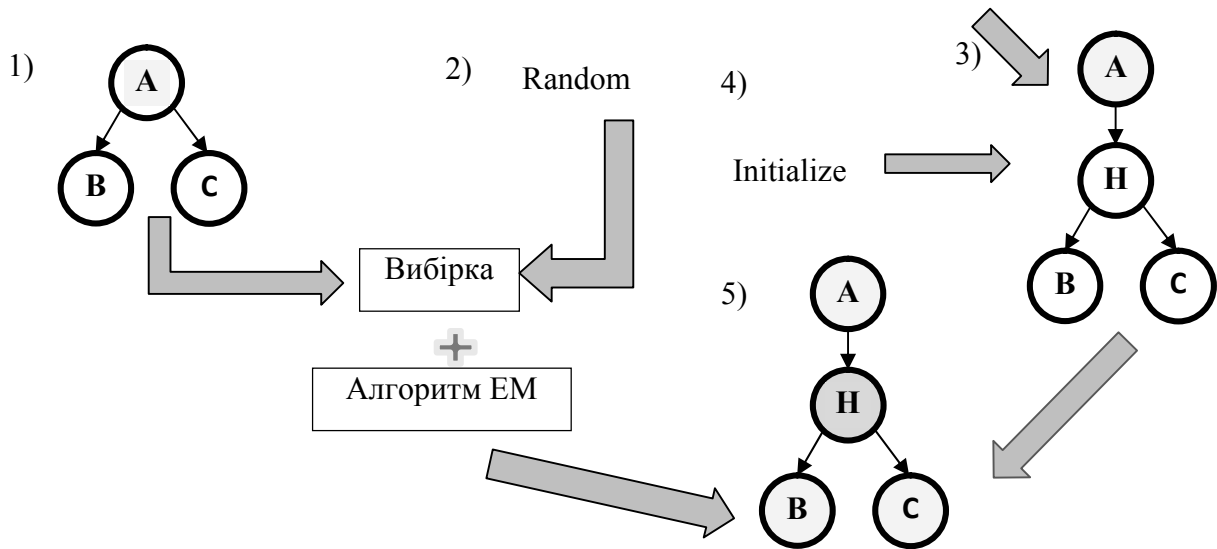 1)
A
B
C
2)
Random
Вибірка
Алгоритм ЕМ
4)
Initialize
3)
A
H
B
C
5)
A
H
B
C